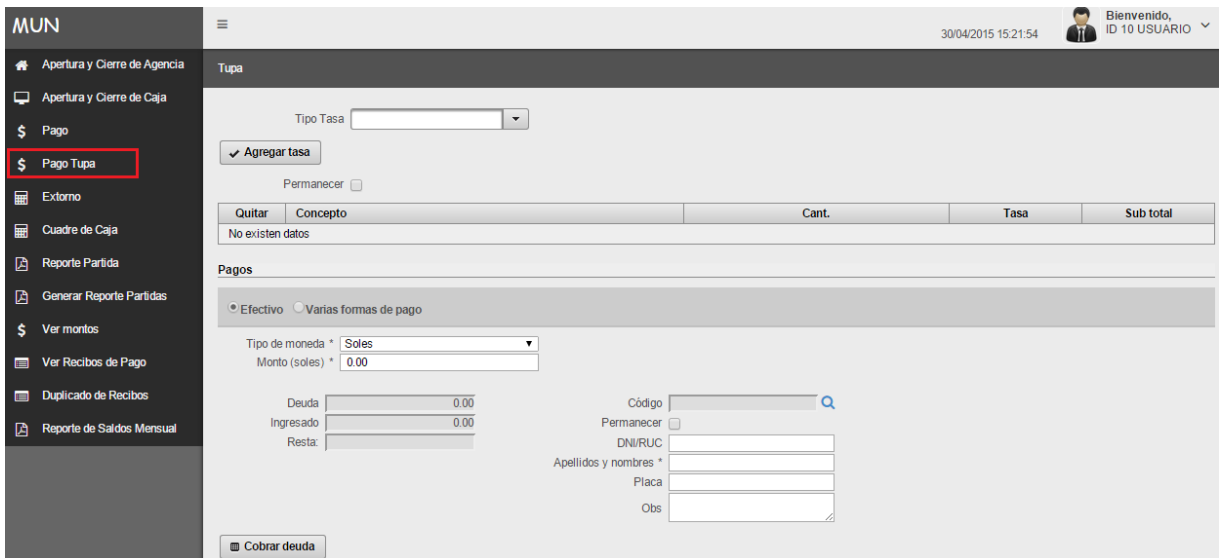 MUN
30/04/2015 15:21:54
Bienvenido,
ID 10 USUARIO
Apertura y Cierre de Agencia
Apertura y Cierre de Caja
Pago
Pago Tupa
Extorno
Cuadre de Caja
Reporte Partida
Generar Reporte Partidas
Ver montos
Ver Recibos de Pago
Duplicado de Recibos
Reporte de Saldos Mensual
Tupa
Tipo Tasa
Agregar tasa
Permanecer
Quitar Concepto Cant. Tasa Sub total
No existen datos
Pagos
Efectivo Varias formas de pago
Tipo de moneda * Soles
Monto (soles) * 0.00
Deuda 0.00
Ingresado 0.00
Resta:
Código
Permanecer
DNI/RUC
Apellidos y nombres *
Placa
Obs
Cobrar deuda